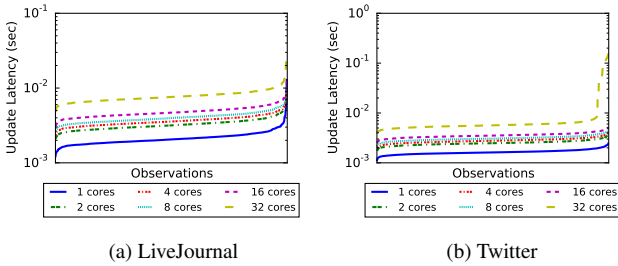 10⁻¹
10⁻²
10⁻³
Update Latency (sec)
Observations
1 cores 4 cores 16 cores
2 cores 8 cores 32 cores
(a) LiveJournal
10⁰
10⁻¹
10⁻²
10⁻³
Update Latency (sec)
Observations
1 cores 4 cores 16 cores
2 cores 8 cores 32 cores
(b) Twitter